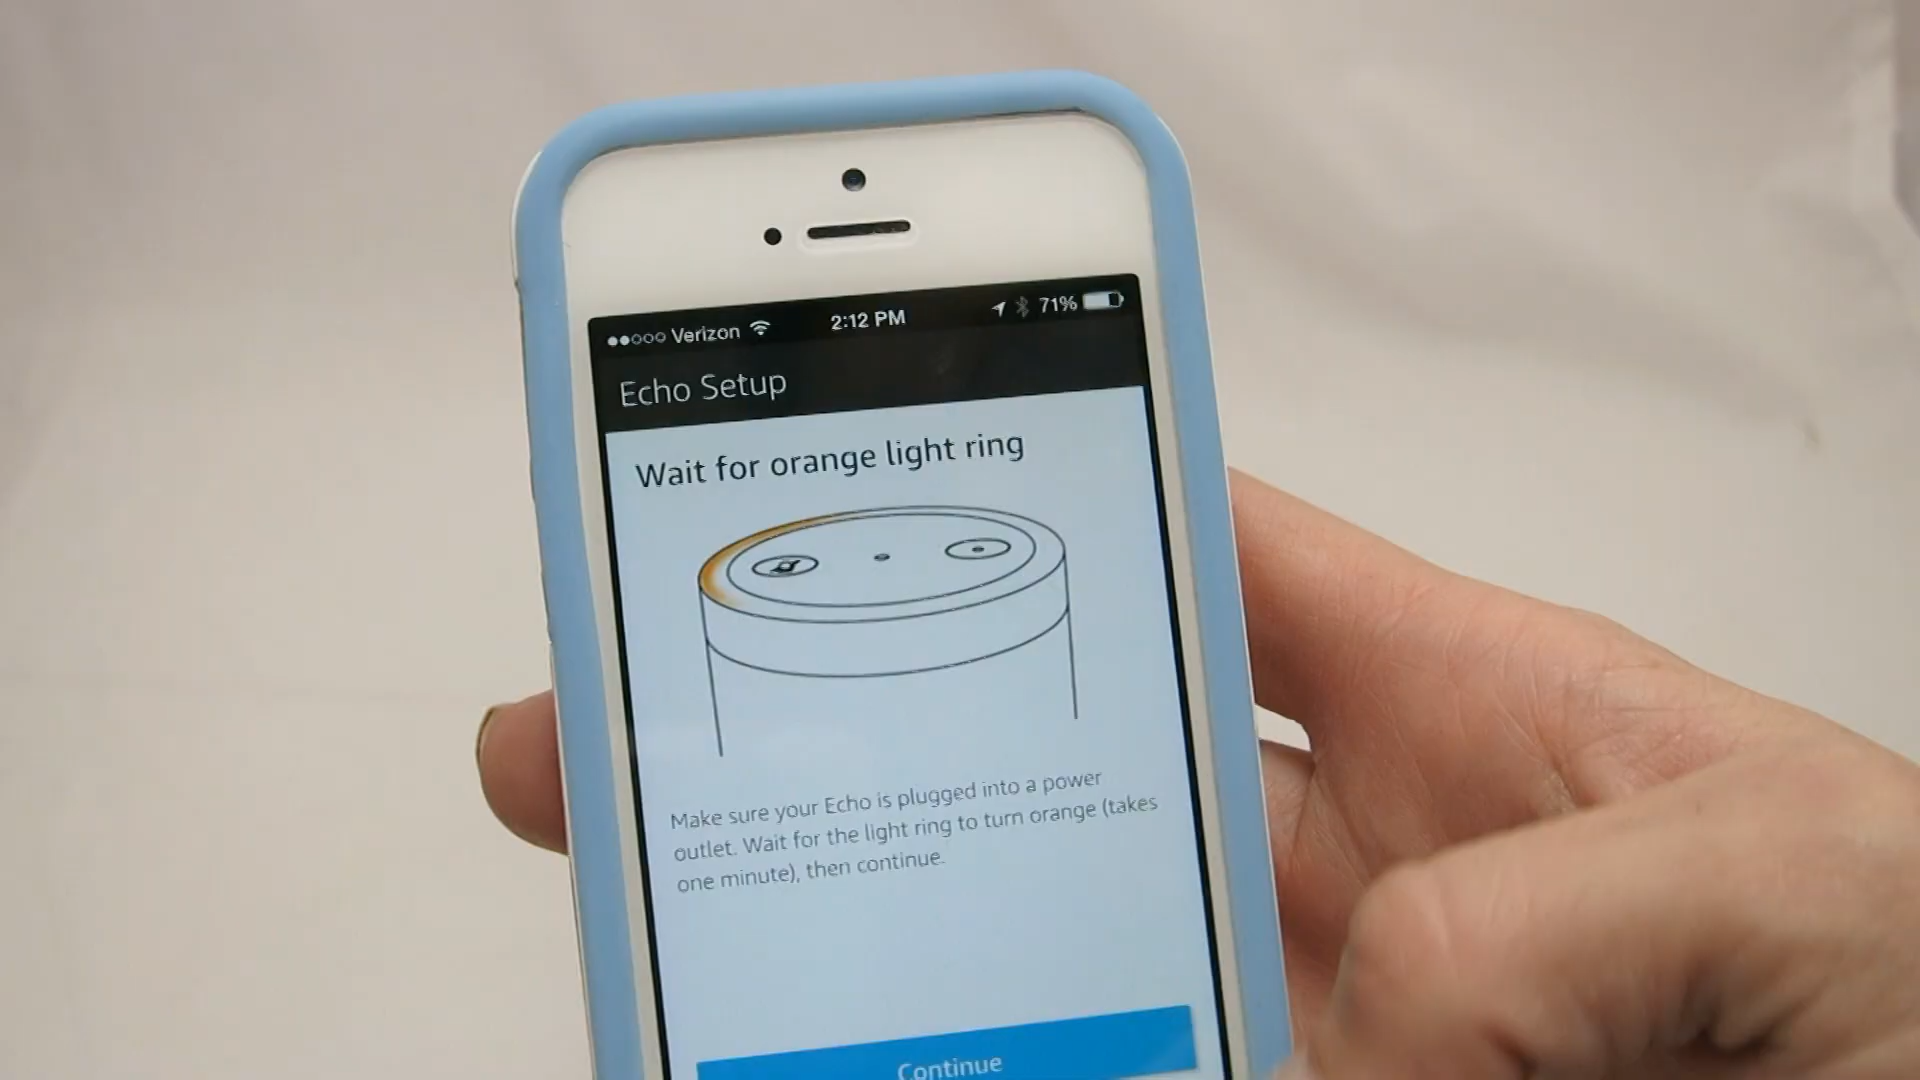 Verizon 2:12 PM 71%
Echo Setup
Wait for orange light ring
Make sure your Echo is plugged into a power
outlet. Wait for the light ring to turn orange (takes
one minute), then continue.
Continue